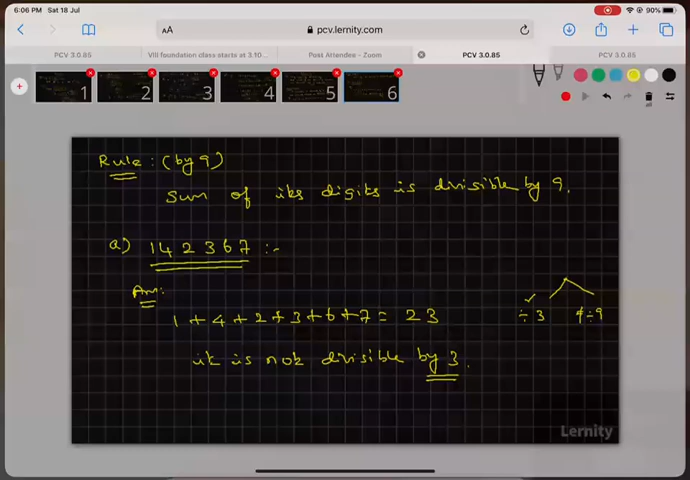 6:06 PM Sat 18 Jul 90%
AA pcv.lernity.com
PCV 3.0.85 VIII foundation class starts at 3.10... Poss Attendee - Zoom PCV 3.0.85 PCV 3.0.85
1 2 3 4 5 6
Rule: (by 9)
Sum of its digits is divisible by 9.
a) 142367 :-
Ans:
1+4+2+3+6+7= 23
÷3 ÷9
it is not divisible by 3.
Lernity